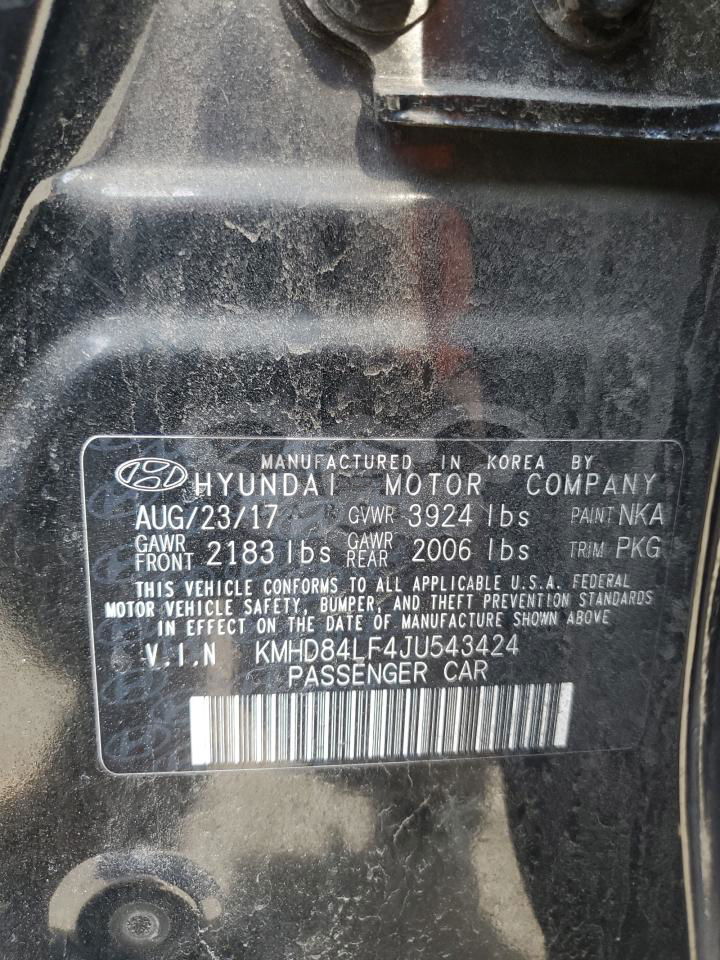 MANUFACTURED IN KOREA BY
HYUNDAI MOTOR COMPANY
AUG/23/17 GVWR 3924 lbs PAINT NKA
GAWR FRONT 2183 lbs GAWR REAR 2006 lbs TRIM PKG
THIS VEHICLE CONFORMS TO ALL APPLICABLE U.S.A. FEDERAL
MOTOR VEHICLE SAFETY, BUMPER, AND THEFT PREVENTION STANDARDS
IN EFFECT ON THE DATE OF MANUFACTURE SHOWN ABOVE
V.I.N KMHD84LF4JU543424
PASSENGER CAR